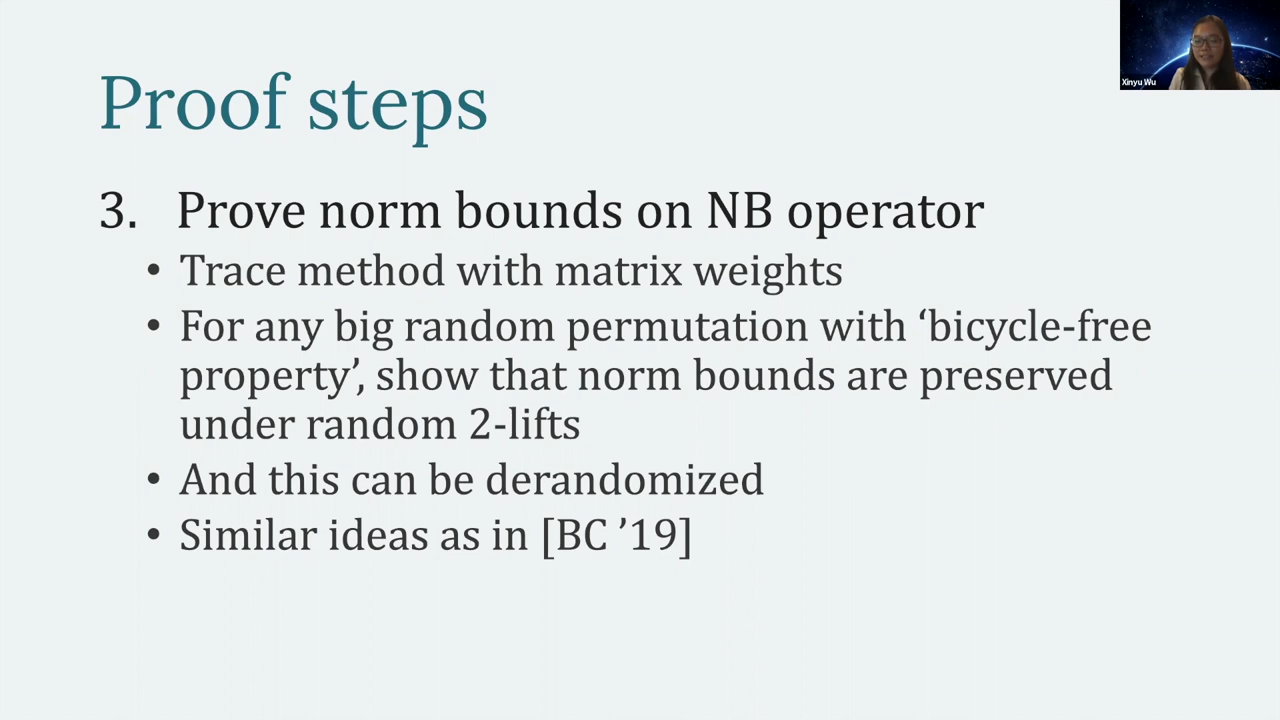 Proof steps
Xinyu Wu
3. Prove norm bounds on NB operator
• Trace method with matrix weights
• For any big random permutation with ‘bicycle-free
property’, show that norm bounds are preserved
under random 2-lifts
• And this can be derandomized
• Similar ideas as in [BC ’19]